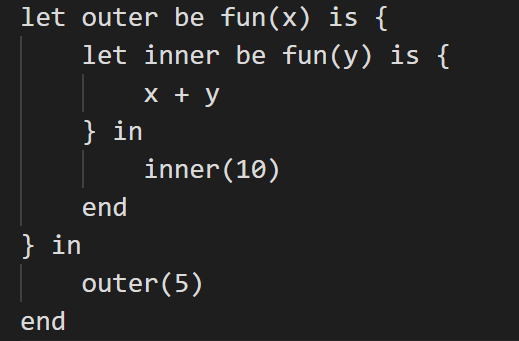 let outer be fun(x) is {
    let inner be fun(y) is {
        x + y
    } in
        inner(10)
    end
} in
    outer(5)
end